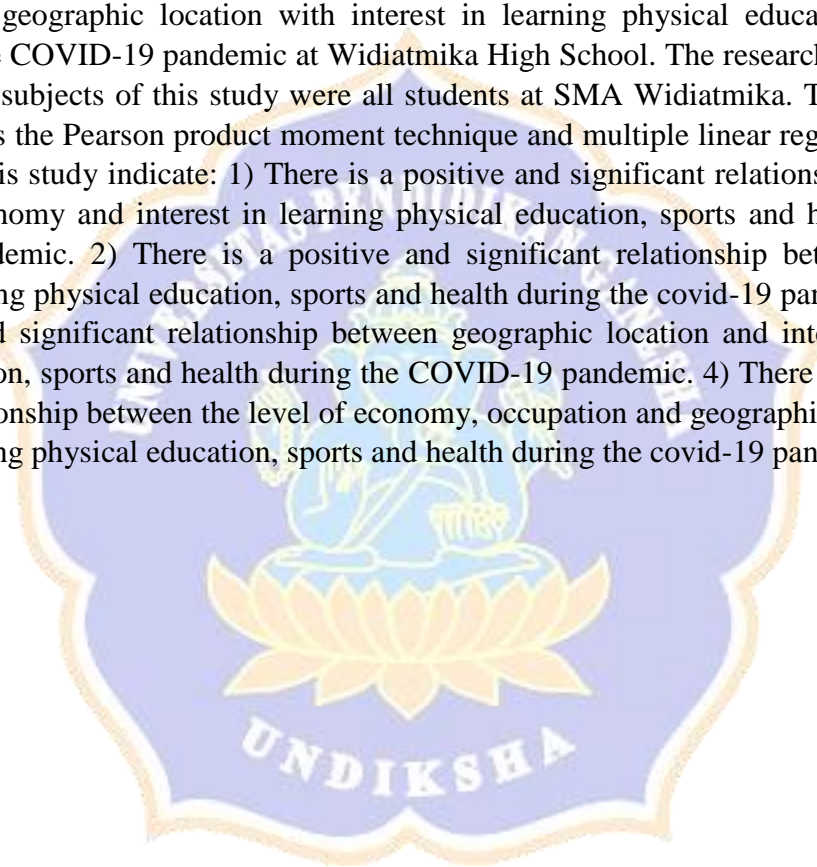 geographic location with interest in learning physical educa
e COVID-19 pandemic at Widiatmika High School. The research
subjects of this study were all students at SMA Widiatmika. T
s the Pearson product moment technique and multiple linear reg
is study indicate: 1) There is a positive and significant relations
nomy and interest in learning physical education, sports and h
demic. 2) There is a positive and significant relationship bet
ng physical education, sports and health during the covid-19 pan
d significant relationship between geographic location and inte
on, sports and health during the COVID-19 pandemic. 4) There
onship between the level of economy, occupation and geographi
ng physical education, sports and health during the covid-19 pan
UNIVERSITAS PENDIDIKAN GANESHA
UNDIKSHA